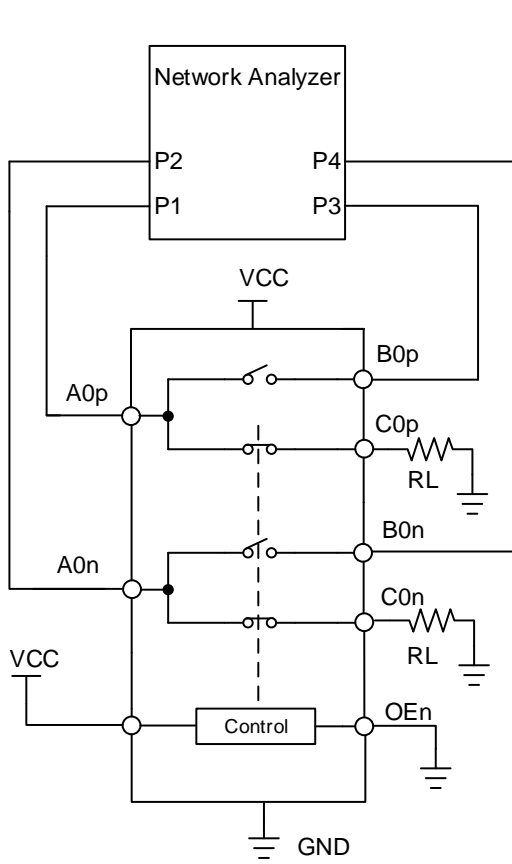 Network Analyzer
P2 P4
P1 P3
VCC
B0p
A0p
C0p
RL
B0n
A0n
C0n
RL
VCC
OEn
Control
GND